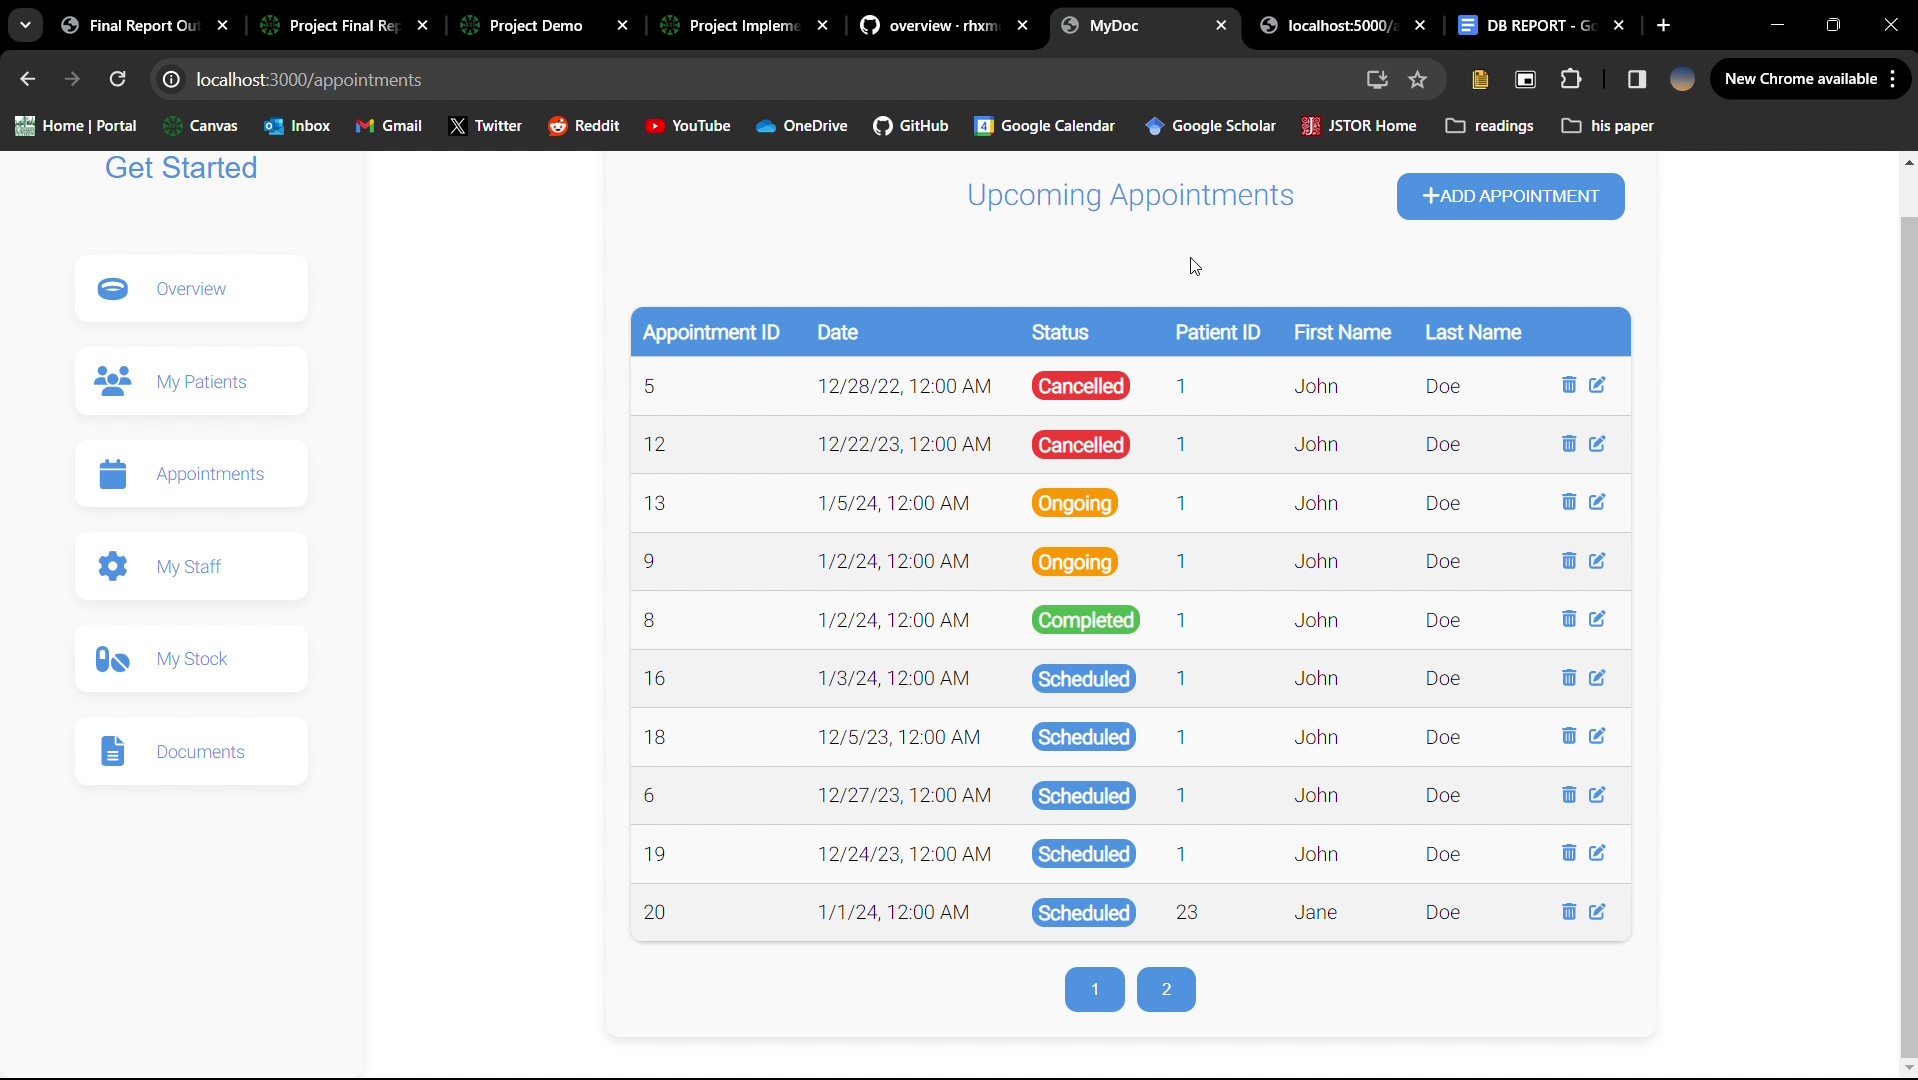 Final Report Out
Project Final Rep
Project Demo
Project Impleme
overview · rhxm
MyDoc
localhost:5000/a
DB REPORT - Go
localhost:3000/appointments
New Chrome available
Home | Portal
Canvas
Inbox
Gmail
Twitter
Reddit
YouTube
OneDrive
GitHub
Google Calendar
Google Scholar
JSTOR Home
readings
his paper
Get Started
Overview
My Patients
Appointments
My Staff
My Stock
Documents
Upcoming Appointments
+ADD APPOINTMENT
Appointment ID Date Status Patient ID First Name Last Name
5 12/28/22, 12:00 AM Cancelled 1 John Doe
12 12/22/23, 12:00 AM Cancelled 1 John Doe
13 1/5/24, 12:00 AM Ongoing 1 John Doe
9 1/2/24, 12:00 AM Ongoing 1 John Doe
8 1/2/24, 12:00 AM Completed 1 John Doe
16 1/3/24, 12:00 AM Scheduled 1 John Doe
18 12/5/23, 12:00 AM Scheduled 1 John Doe
6 12/27/23, 12:00 AM Scheduled 1 John Doe
19 12/24/23, 12:00 AM Scheduled 1 John Doe
20 1/1/24, 12:00 AM Scheduled 23 Jane Doe
1 2